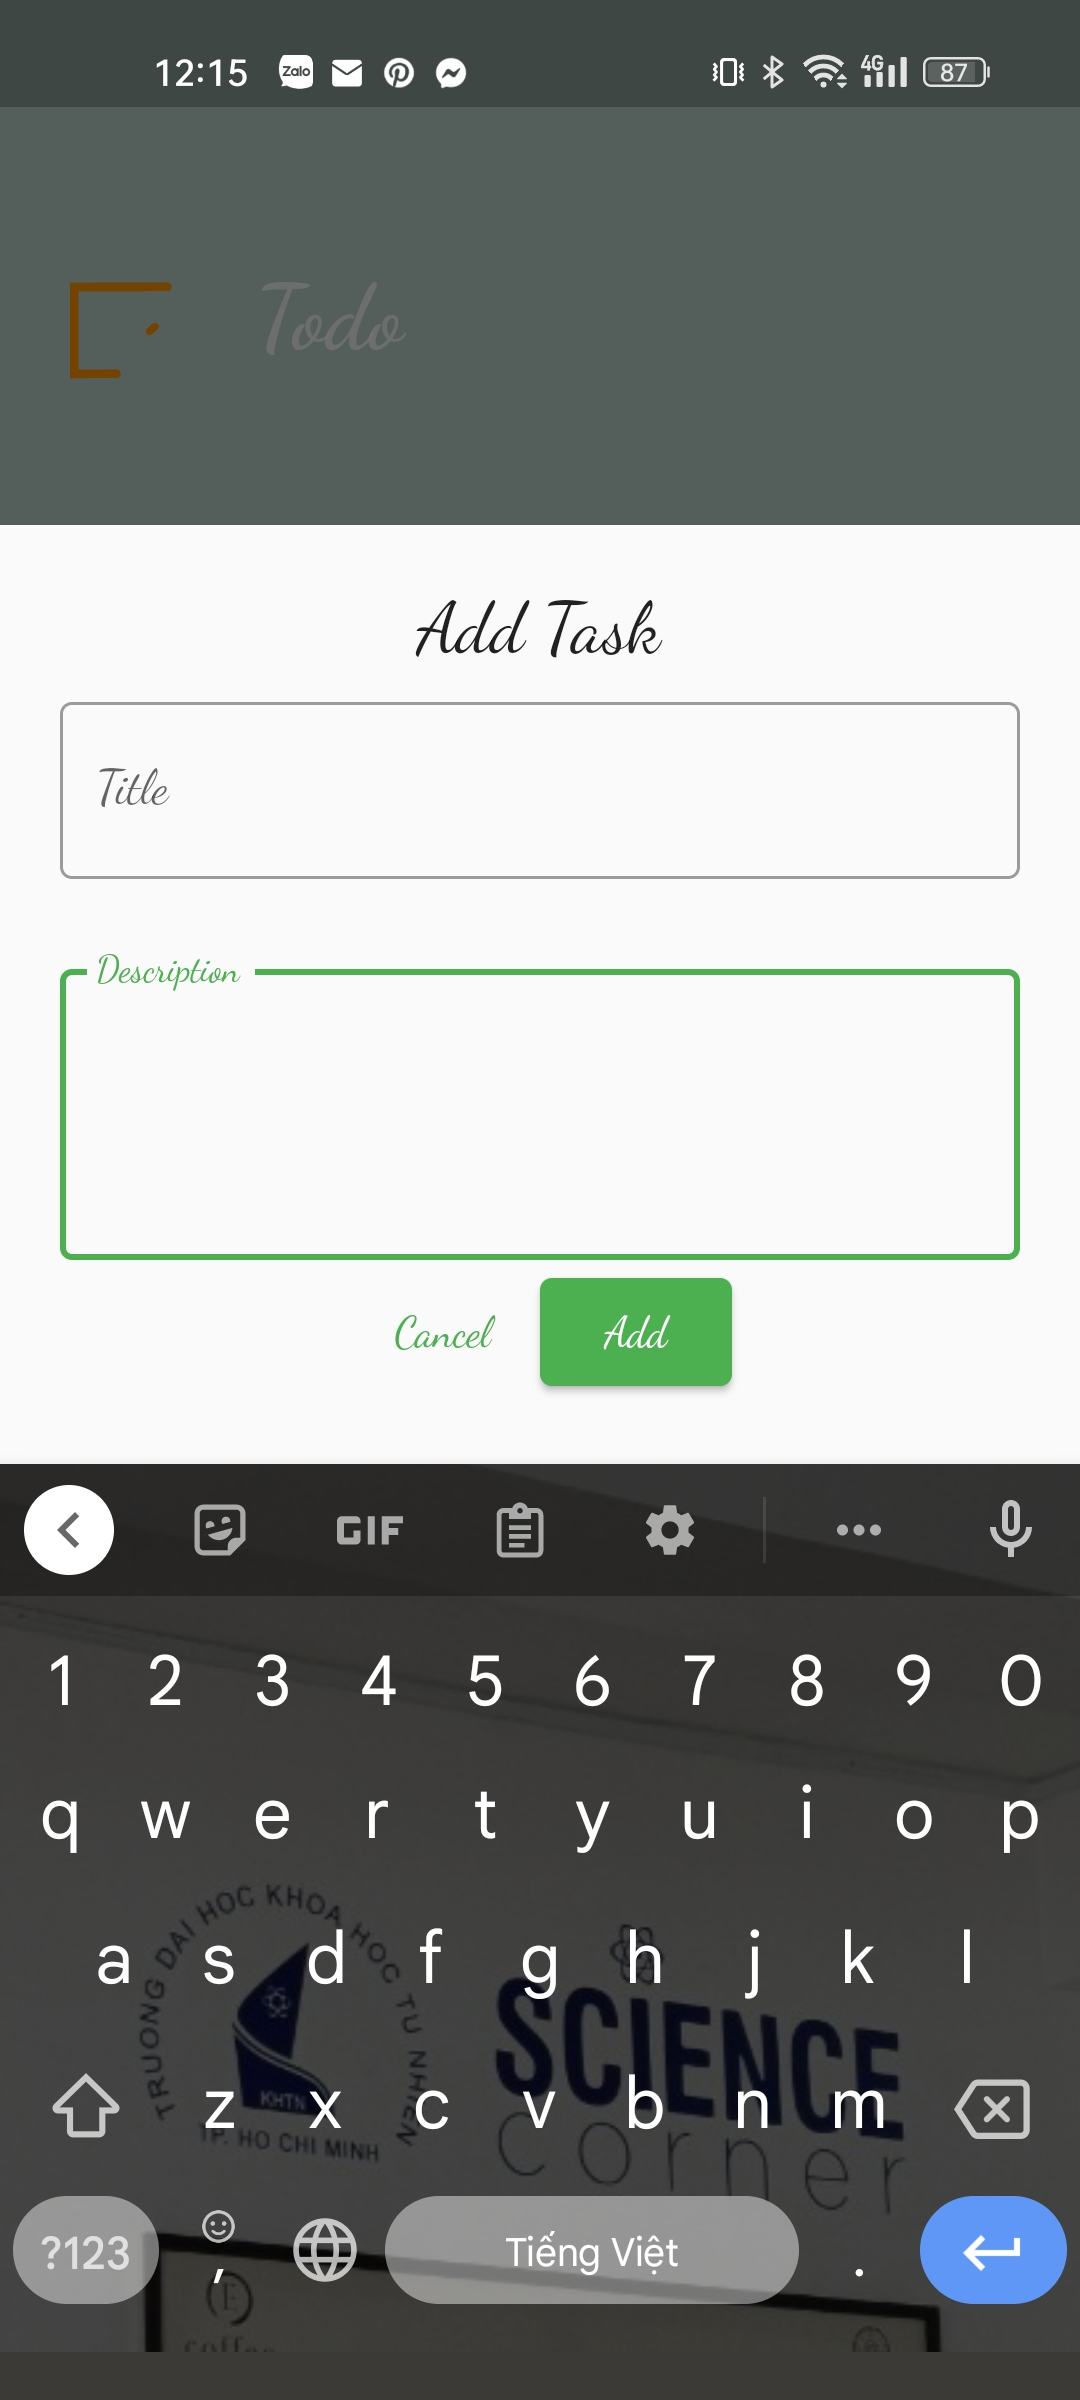 12:15 Zalo 4G 87
Todo
Add Task
Title
Description
Cancel Add
GIF
1 2 3 4 5 6 7 8 9 0
q w e r t y u i o p
a s d f g h j k l
z x c v b n m
?123 , Tiếng Việt .
TRUONG DAI HOC KHOA HOC TU NHIEN
KHTN
TP. HO CHI MINH
SCIENCE
corner
E
coffee